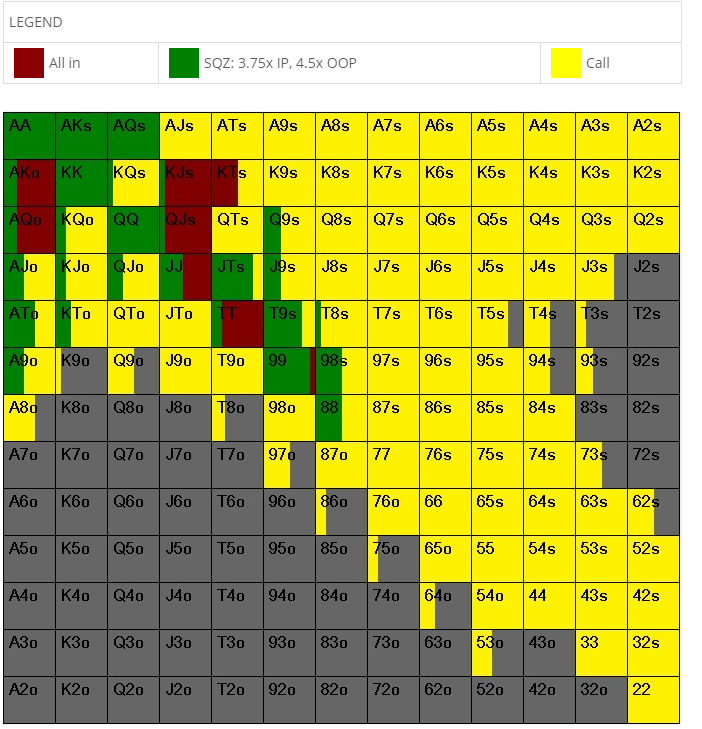 LEGEND
All in SQZ: 3.75x IP, 4.5x OOP Call
AA AKs AQs AJs ATs A9s A8s A7s A6s A5s A4s A3s A2s
AKo KK KQs KJs KTs K9s K8s K7s K6s K5s K4s K3s K2s
AQo KQo QQ QJs QTs Q9s Q8s Q7s Q6s Q5s Q4s Q3s Q2s
AJo KJo QJo JJ JTs J9s J8s J7s J6s J5s J4s J3s J2s
ATo KTo QTo JTo TT T9s T8s T7s T6s T5s T4s T3s T2s
A9o K9o Q9o J9o T9o 99 98s 97s 96s 95s 94s 93s 92s
A8o K8o Q8o J8o T8o 98o 88 87s 86s 85s 84s 83s 82s
A7o K7o Q7o J7o T7o 97o 87o 77 76s 75s 74s 73s 72s
A6o K6o Q6o J6o T6o 96o 86o 76o 66 65s 64s 63s 62s
A5o K5o Q5o J5o T5o 95o 85o 75o 65o 55 54s 53s 52s
A4o K4o Q4o J4o T4o 94o 84o 74o 64o 54o 44 43s 42s
A3o K3o Q3o J3o T3o 93o 83o 73o 63o 53o 43o 33 32s
A2o K2o Q2o J2o T2o 92o 82o 72o 62o 52o 42o 32o 22